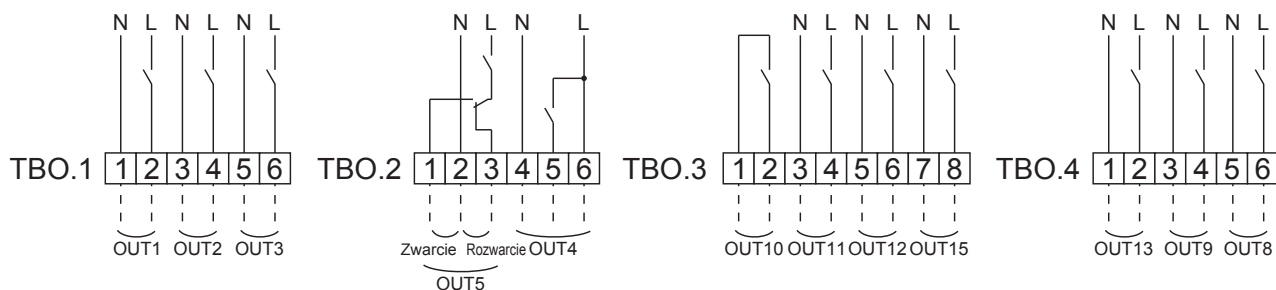 N L N L N L
N L N L
N L N L N L
N L N L N L
TBO.1 1 2 3 4 5 6
TBO.2 1 2 3 4 5 6
TBO.3 1 2 3 4 5 6 7 8
TBO.4 1 2 3 4 5 6
OUT1 OUT2 OUT3
Zwarcie Rozwarcie OUT4
OUT5
OUT10 OUT11 OUT12 OUT15
OUT13 OUT9 OUT8